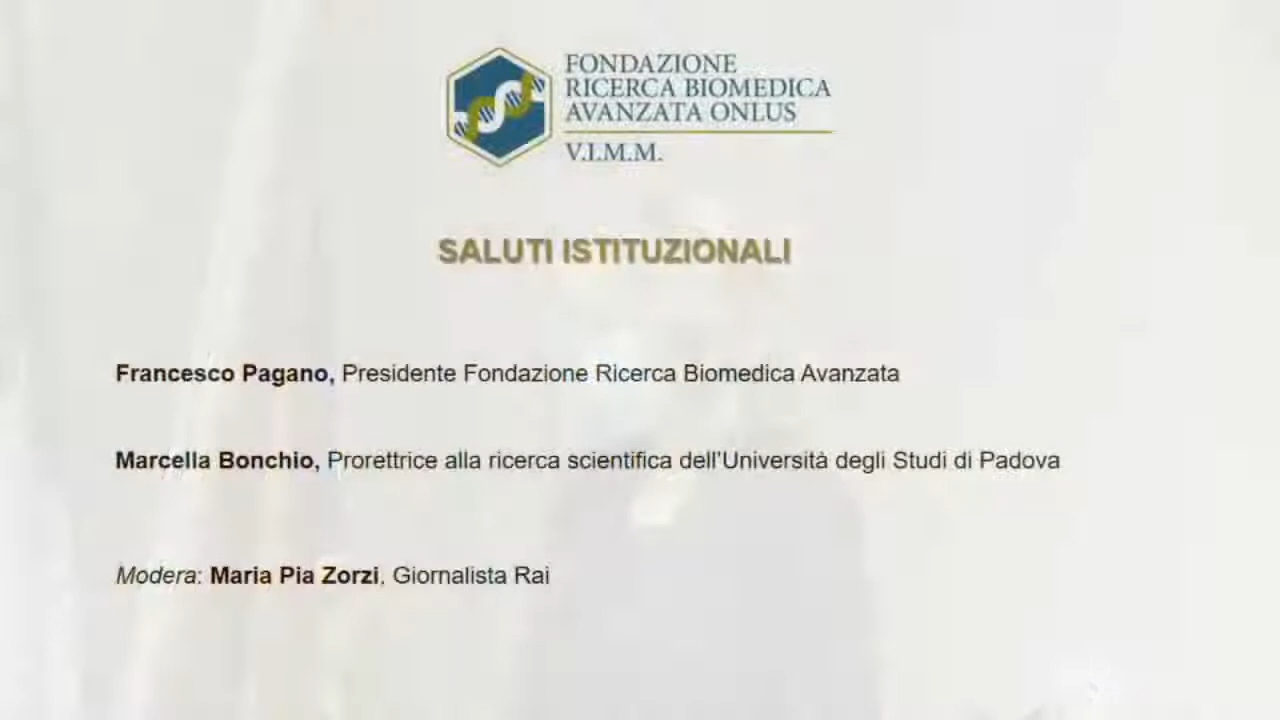 FONDAZIONE
RICERCA BIOMEDICA
AVANZATA ONLUS
V.I.M.M.
SALUTI ISTITUZIONALI
Francesco Pagano, Presidente Fondazione Ricerca Biomedica Avanzata
Marcella Bonchio, Prorettrice alla ricerca scientifica dell'Università degli Studi di Padova
Modera: Maria Pia Zorzi, Giornalista Rai